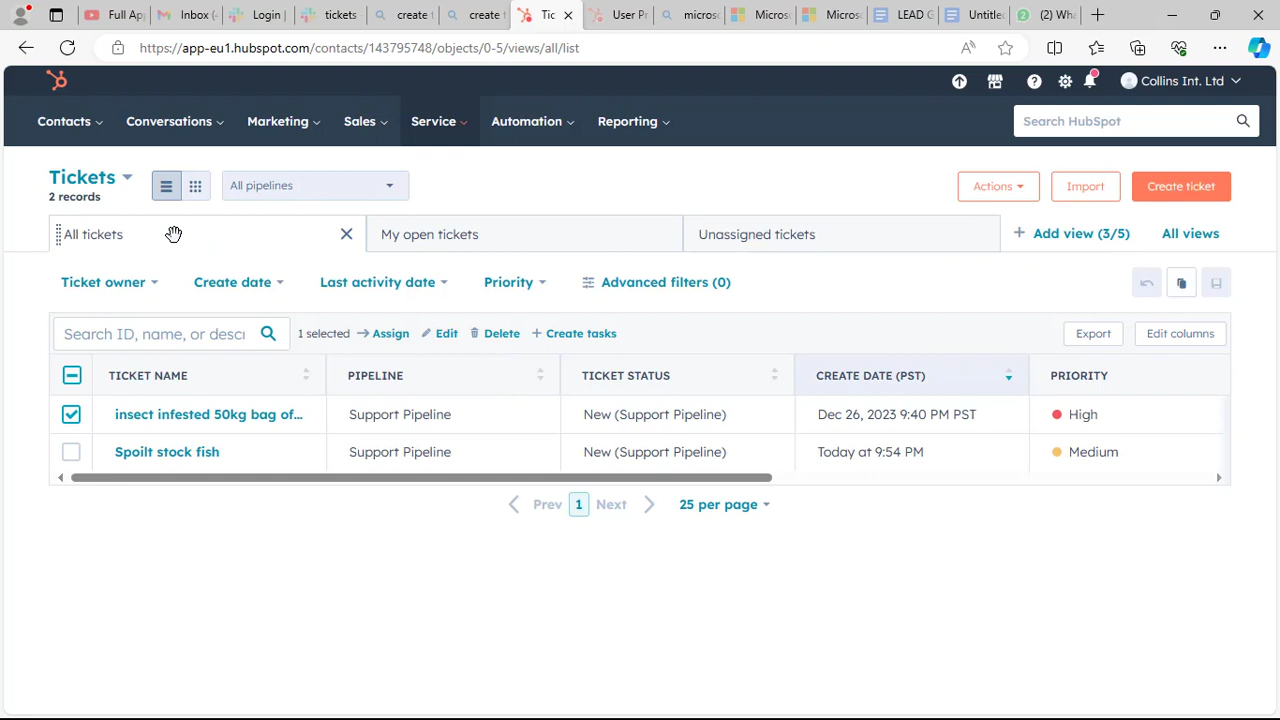 Full Ap
Inbox (
Login |
tickets
create t
create t
Tic
User Pr
micros
Micros
Micros
LEAD G
Untitle
(2) Wha
https://app-eu1.hubspot.com/contacts/143795748/objects/0-5/views/all/list
Collins Int. Ltd
Contacts
Conversations
Marketing
Sales
Service
Automation
Reporting
Search HubSpot
Tickets
2 records
All pipelines
Actions
Import
Create ticket
All tickets
My open tickets
Unassigned tickets
Add view (3/5)
All views
Ticket owner
Create date
Last activity date
Priority
Advanced filters (0)
Search ID, name, or descr
1 selected
Assign
Edit
Delete
Create tasks
Export
Edit columns
TICKET NAME
PIPELINE
TICKET STATUS
CREATE DATE (PST)
PRIORITY
insect infested 50kg bag of...
Support Pipeline
New (Support Pipeline)
Dec 26, 2023 9:40 PM PST
High
Spoilt stock fish
Support Pipeline
New (Support Pipeline)
Today at 9:54 PM
Medium
Prev
1
Next
25 per page